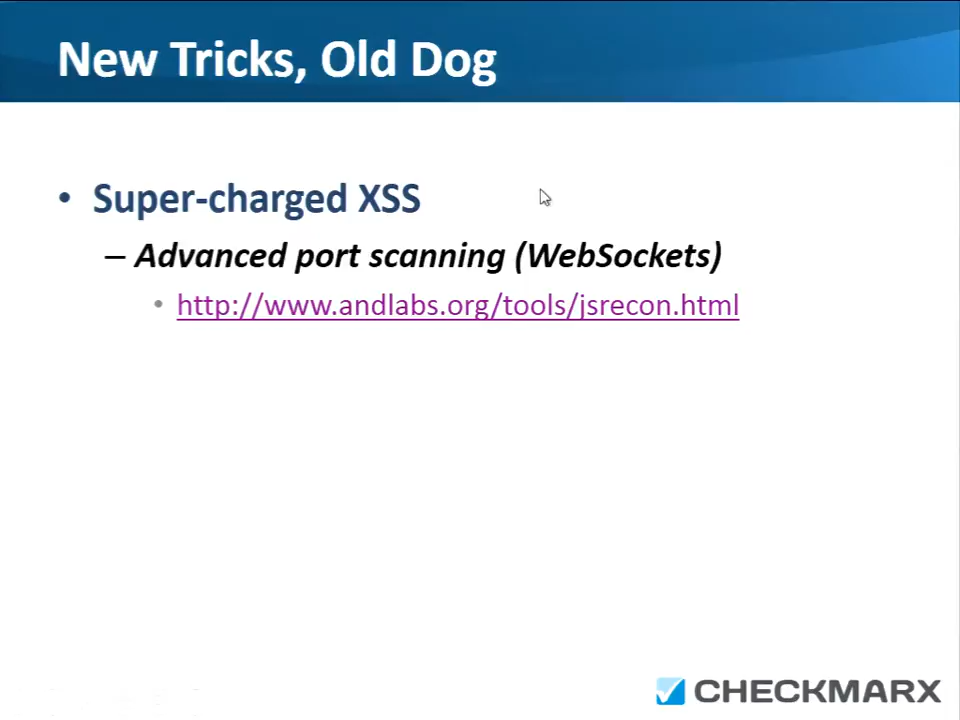 New Tricks, Old Dog
• Super-charged XSS
– Advanced port scanning (WebSockets)
• http://www.andlabs.org/tools/jsrecon.html
CHECKMARX